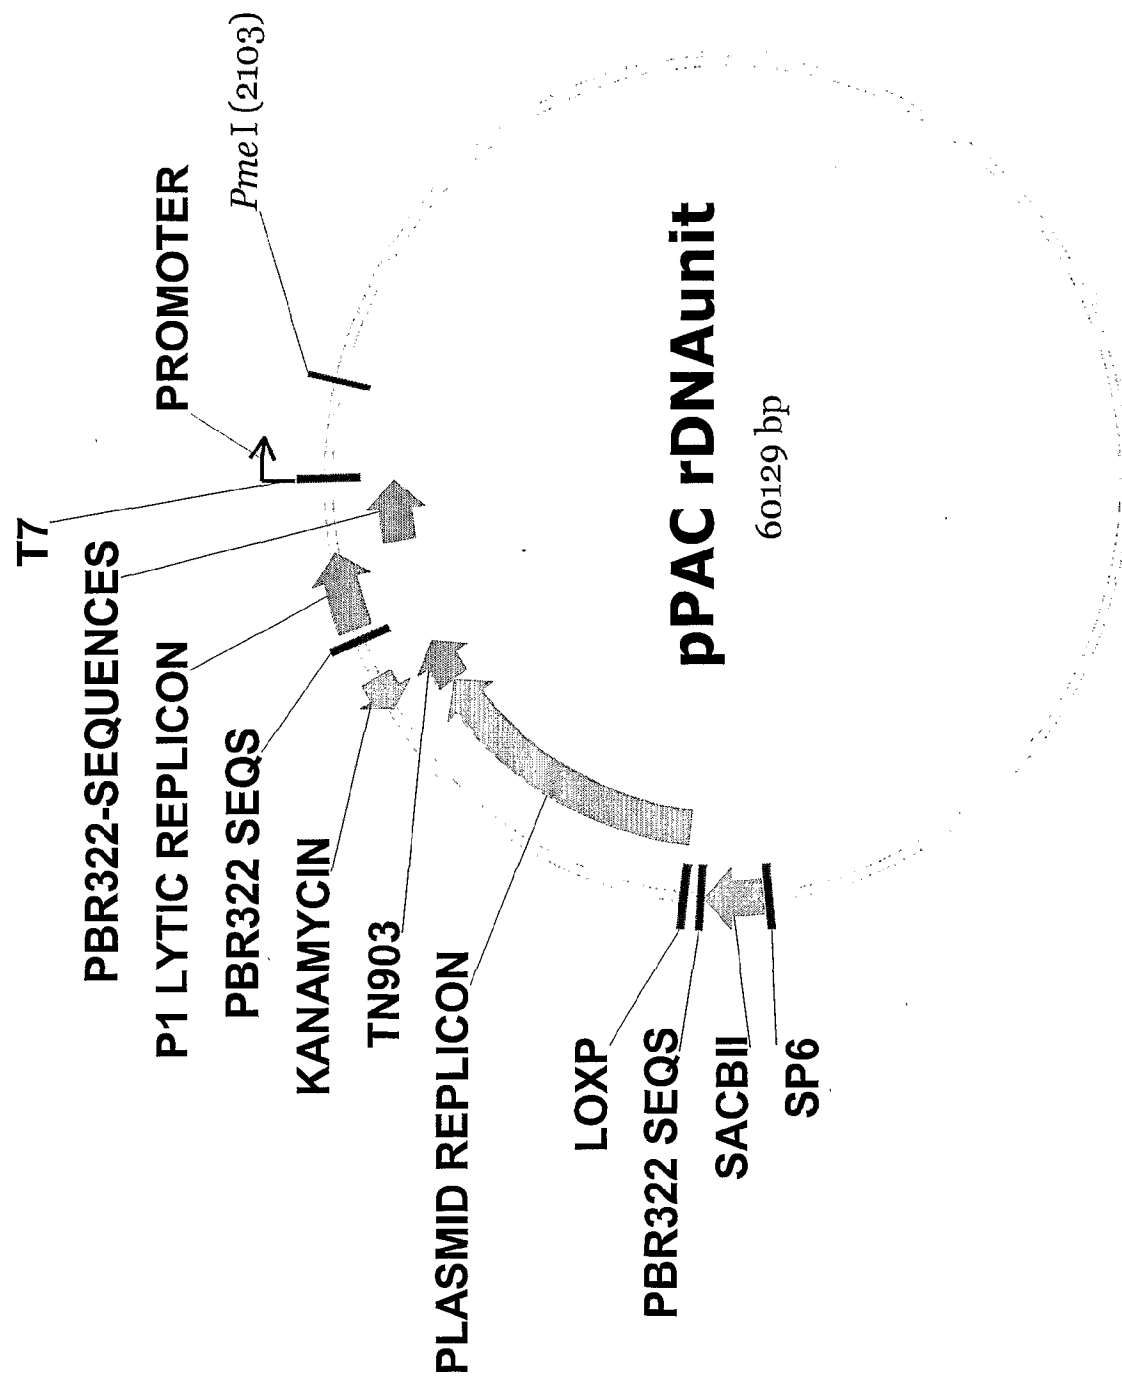 T7
PROMOTER
PmeI (2103)
PBR322-SEQUENCES
P1 LYTIC REPLICON
PBR322 SEQS
KANAMYCIN
TN903
PLASMID REPLICON
LOXP
PBR322 SEQS
SACBII
SP6
pPAC rDNAunit
60129 bp